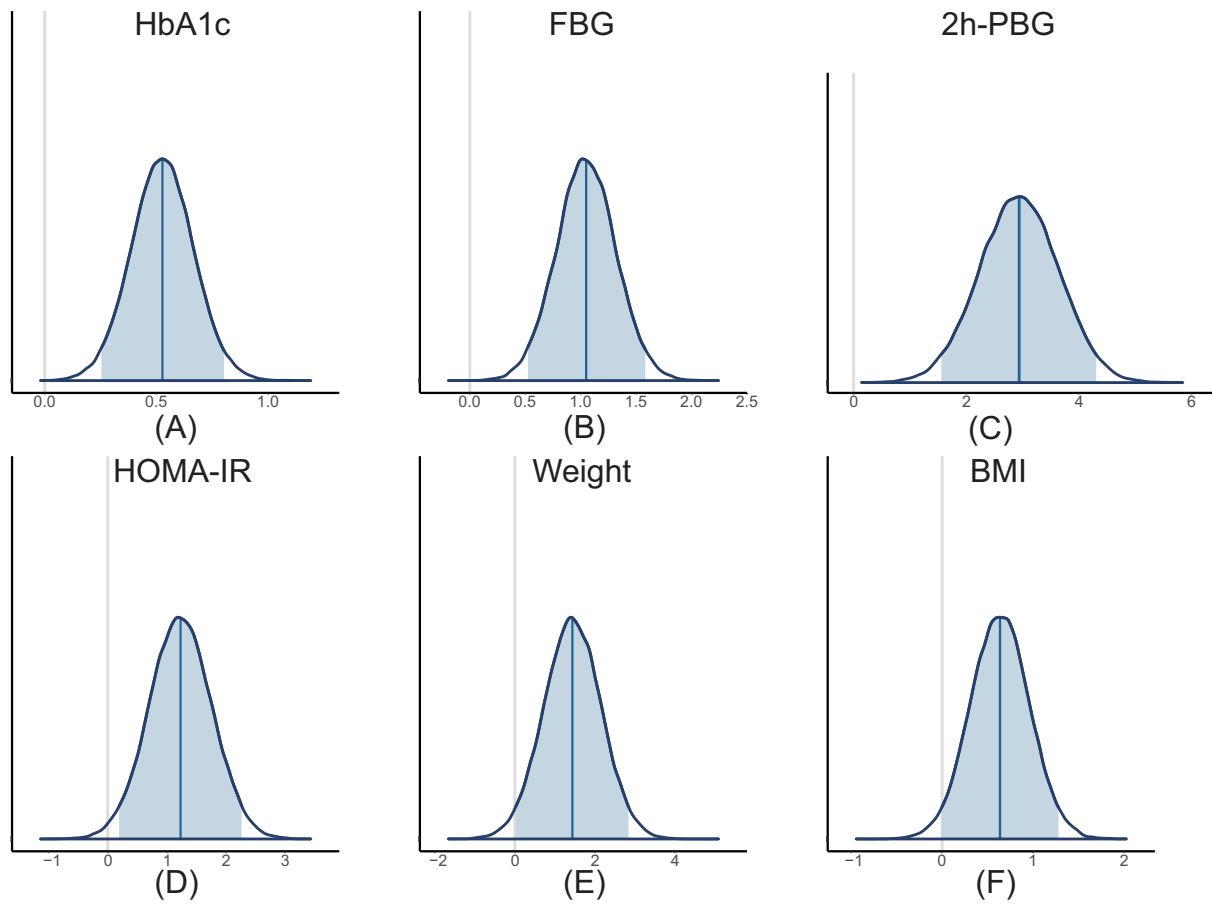 HbA1c
FBG
2h-PBG
0.0 0.5 1.0
0.0 0.5 1.0 1.5 2.0 2.5
0 2 4 6
(A)
(B)
(C)
HOMA-IR
Weight
BMI
−1 0 1 2 3
−2 0 2 4
−1 0 1 2
(D)
(E)
(F)